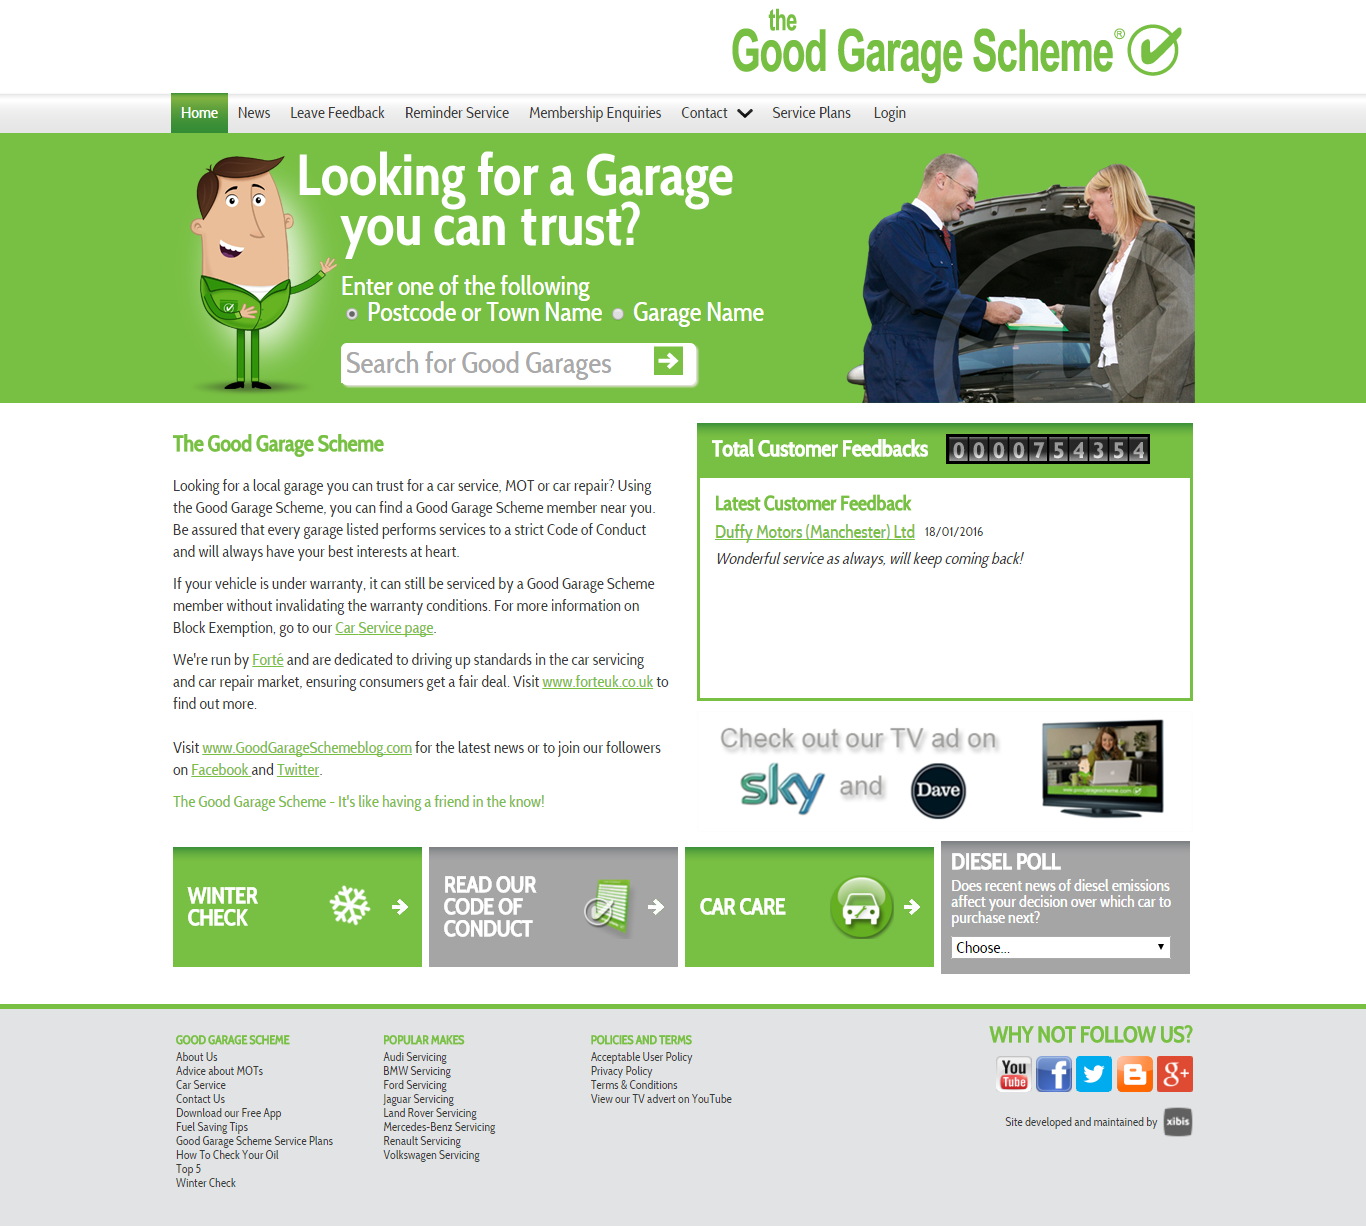 the
Good Garage Scheme®
Home News Leave Feedback Reminder Service Membership Enquiries Contact Service Plans Login
Looking for a Garage
you can trust?
Enter one of the following
Postcode or Town Name Garage Name
Search for Good Garages
The Good Garage Scheme
Looking for a local garage you can trust for a car service, MOT or car repair? Using
the Good Garage Scheme, you can find a Good Garage Scheme member near you.
Be assured that every garage listed performs services to a strict Code of Conduct
and will always have your best interests at heart.
If your vehicle is under warranty, it can still be serviced by a Good Garage Scheme
member without invalidating the warranty conditions. For more information on
Block Exemption, go to our Car Service page.
We're run by Forté and are dedicated to driving up standards in the car servicing
and car repair market, ensuring consumers get a fair deal. Visit www.forteuk.co.uk to
find out more.
Visit www.GoodGarageSchemeblog.com for the latest news or to join our followers
on Facebook and Twitter.
The Good Garage Scheme - It's like having a friend in the know!
Total Customer Feedbacks 0000754354
Latest Customer Feedback
Duffy Motors (Manchester) Ltd 18/01/2016
Wonderful service as always, will keep coming back!
Check out our TV ad on
sky and Dave
WINTER
CHECK
READ OUR
CODE OF
CONDUCT
CAR CARE
DIESEL POLL
Does recent news of diesel emissions
affect your decision over which car to
purchase next?
Choose...
GOOD GARAGE SCHEME
About Us
Advice about MOTs
Car Service
Contact Us
Download our Free App
Fuel Saving Tips
Good Garage Scheme Service Plans
How To Check Your Oil
Top 5
Winter Check
POPULAR MAKES
Audi Servicing
BMW Servicing
Ford Servicing
Jaguar Servicing
Land Rover Servicing
Mercedes-Benz Servicing
Renault Servicing
Volkswagen Servicing
POLICIES AND TERMS
Acceptable User Policy
Privacy Policy
Terms & Conditions
View our TV advert on YouTube
WHY NOT FOLLOW US?
You Tube f B g+
Site developed and maintained by xibis